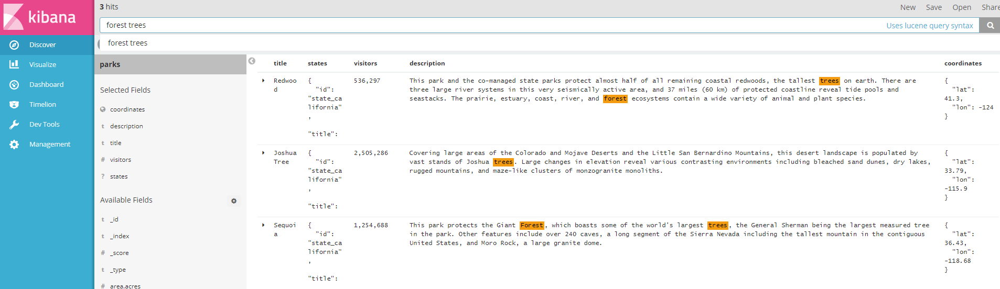 kibana
Discover
Visualize
Dashboard
Timelion
Dev Tools
Management
3 hits
New Save Open Share
forest trees
Uses lucene query syntax
forest trees
parks
Selected Fields
coordinates
t description
t title
# visitors
? states
Available Fields
t _id
t _index
# _score
t _type
# area.acres
title states visitors description coordinates
Redwoo
d
{
"id":
"state_ca
lifornia"
,
"title":
536,297
This park and the co-managed state parks protect almost half of all remaining coastal redwoods, the tallest trees on earth. There are
three large river systems in this very seismically active area, and 37 miles (60 km) of protected coastline reveal tide pools and
seastacks. The prairie, estuary, coast, river, and forest ecosystems contain a wide variety of animal and plant species.
{
"lat":
41.3,
"lon": -124
}
Joshua
Tree
{
"id":
"state_ca
lifornia"
,
"title":
2,505,286
Covering large areas of the Colorado and Mojave Deserts and the Little San Bernardino Mountains, this desert landscape is populated by
vast stands of Joshua trees. Large changes in elevation reveal various contrasting environments including bleached sand dunes, dry lakes,
rugged mountains, and maze-like clusters of monzogranite monoliths.
{
"lat":
33.79,
"lon":
-115.9
}
Sequoi
a
{
"id":
"state_ca
lifornia"
,
"title":
1,254,688
This park protects the Giant Forest, which boasts some of the world's largest trees, the General Sherman being the largest measured tree
in the park. Other features include over 240 caves, a long segment of the Sierra Nevada including the tallest mountain in the contiguous
United States, and Moro Rock, a large granite dome.
{
"lat":
36.43,
"lon":
-118.68
}